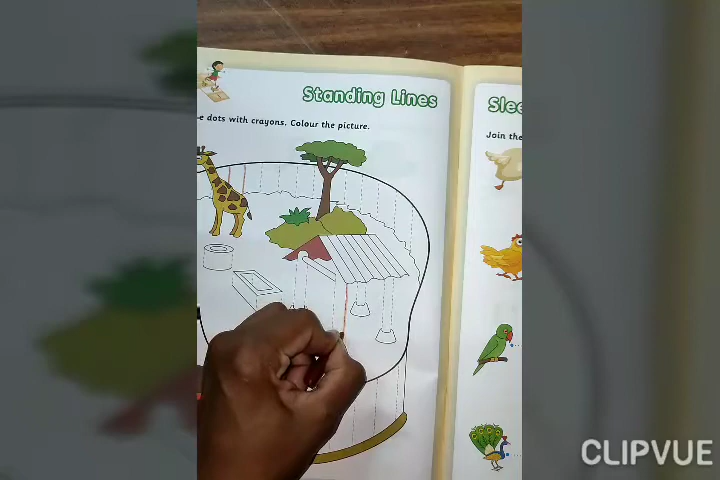 Standing Lines
e dots with crayons. Colour the picture.
Slee
Join the
CLIPVUE